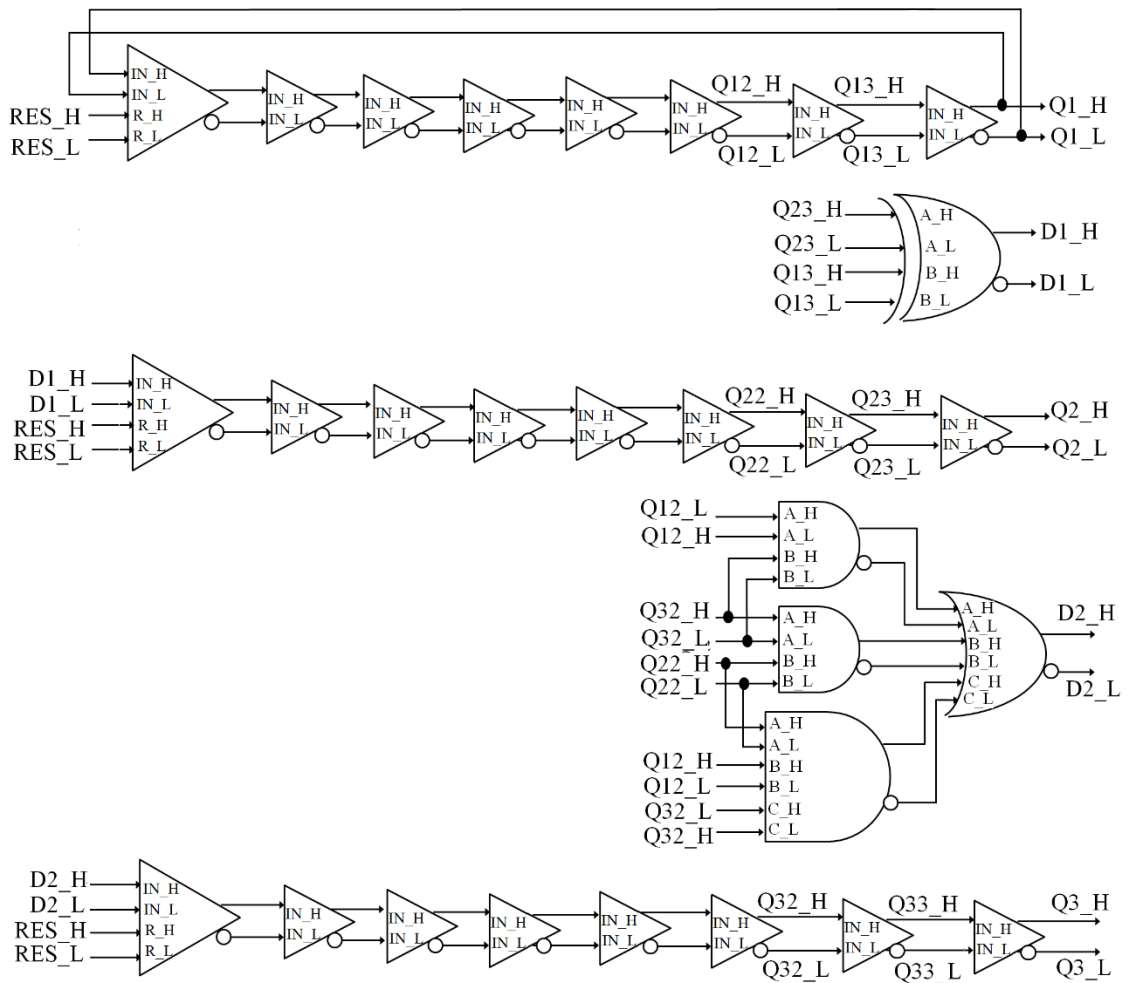 IN_H
IN_L
R_H
R_L
RES_H
RES_L
IN_H
IN_L
IN_H
IN_L
IN_H
IN_L
IN_H
IN_L
IN_H
IN_L
Q12_H
Q12_L
IN_H
IN_L
Q13_H
Q13_L
IN_H
IN_L
Q1_H
Q1_L
Q23_H
Q23_L
Q13_H
Q13_L
A_H
A_L
B_H
B_L
D1_H
D1_L
D1_H
D1_L
RES_H
RES_L
IN_H
IN_L
R_H
R_L
IN_H
IN_L
IN_H
IN_L
IN_H
IN_L
IN_H
IN_L
IN_H
IN_L
Q22_H
Q22_L
IN_H
IN_L
Q23_H
Q23_L
IN_H
IN_L
Q2_H
Q2_L
Q12_L
Q12_H
A_H
A_L
B_H
B_L
Q32_H
Q32_L
Q22_H
Q22_L
A_H
A_L
B_H
B_L
Q12_H
Q12_L
Q32_L
Q32_H
A_H
A_L
B_H
B_L
C_H
C_L
A_H
A_L
B_H
B_L
C_H
C_L
D2_H
D2_L
D2_H
D2_L
RES_H
RES_L
IN_H
IN_L
R_H
R_L
IN_H
IN_L
IN_H
IN_L
IN_H
IN_L
IN_H
IN_L
IN_H
IN_L
Q32_H
Q32_L
IN_H
IN_L
Q33_H
Q33_L
IN_H
IN_L
Q3_H
Q3_L